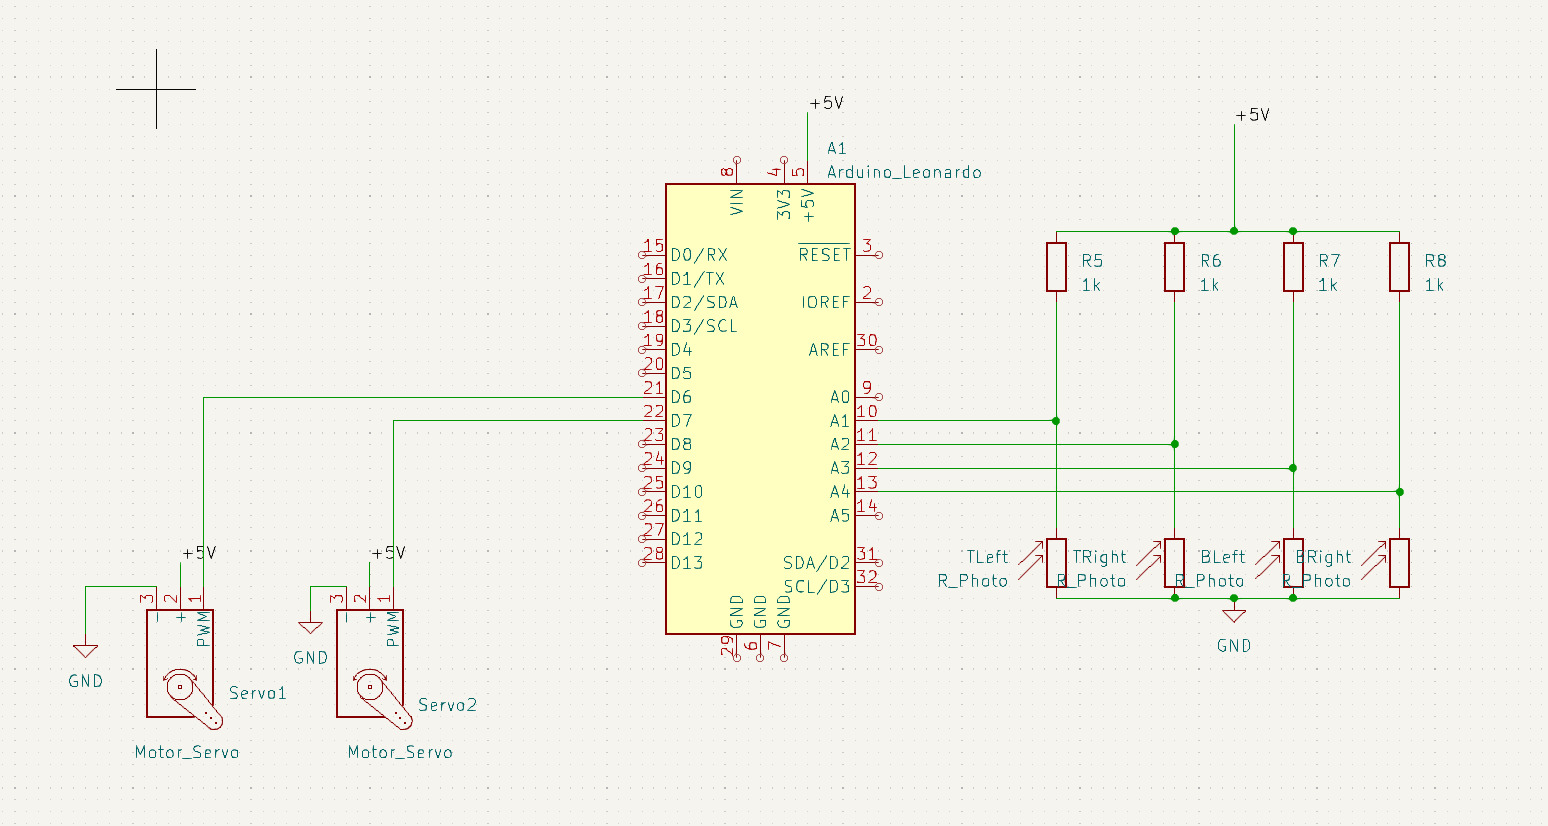 +5V
A1
Arduino_Leonardo
+5V
8
4
5
VIN
3V3
+5V
15
D0/RX
16
D1/TX
17
D2/SDA
18
D3/SCL
19
D4
20
D5
21
D6
22
D7
23
D8
24
D9
25
D10
26
D11
27
D12
28
D13
RESET
3
IOREF
2
AREF
30
A0
9
A1
10
A2
11
A3
12
A4
13
A5
14
SDA/D2
31
SCL/D3
32
GND
GND
GND
29
6
7
R5
1k
R6
1k
R7
1k
R8
1k
TLeft
R_Photo
TRight
R_Photo
BLeft
R_Photo
BRight
R_Photo
GND
+5V
3
2
1
-
+
PWM
GND
Servo1
Motor_Servo
+5V
3
2
1
-
+
PWM
GND
Servo2
Motor_Servo